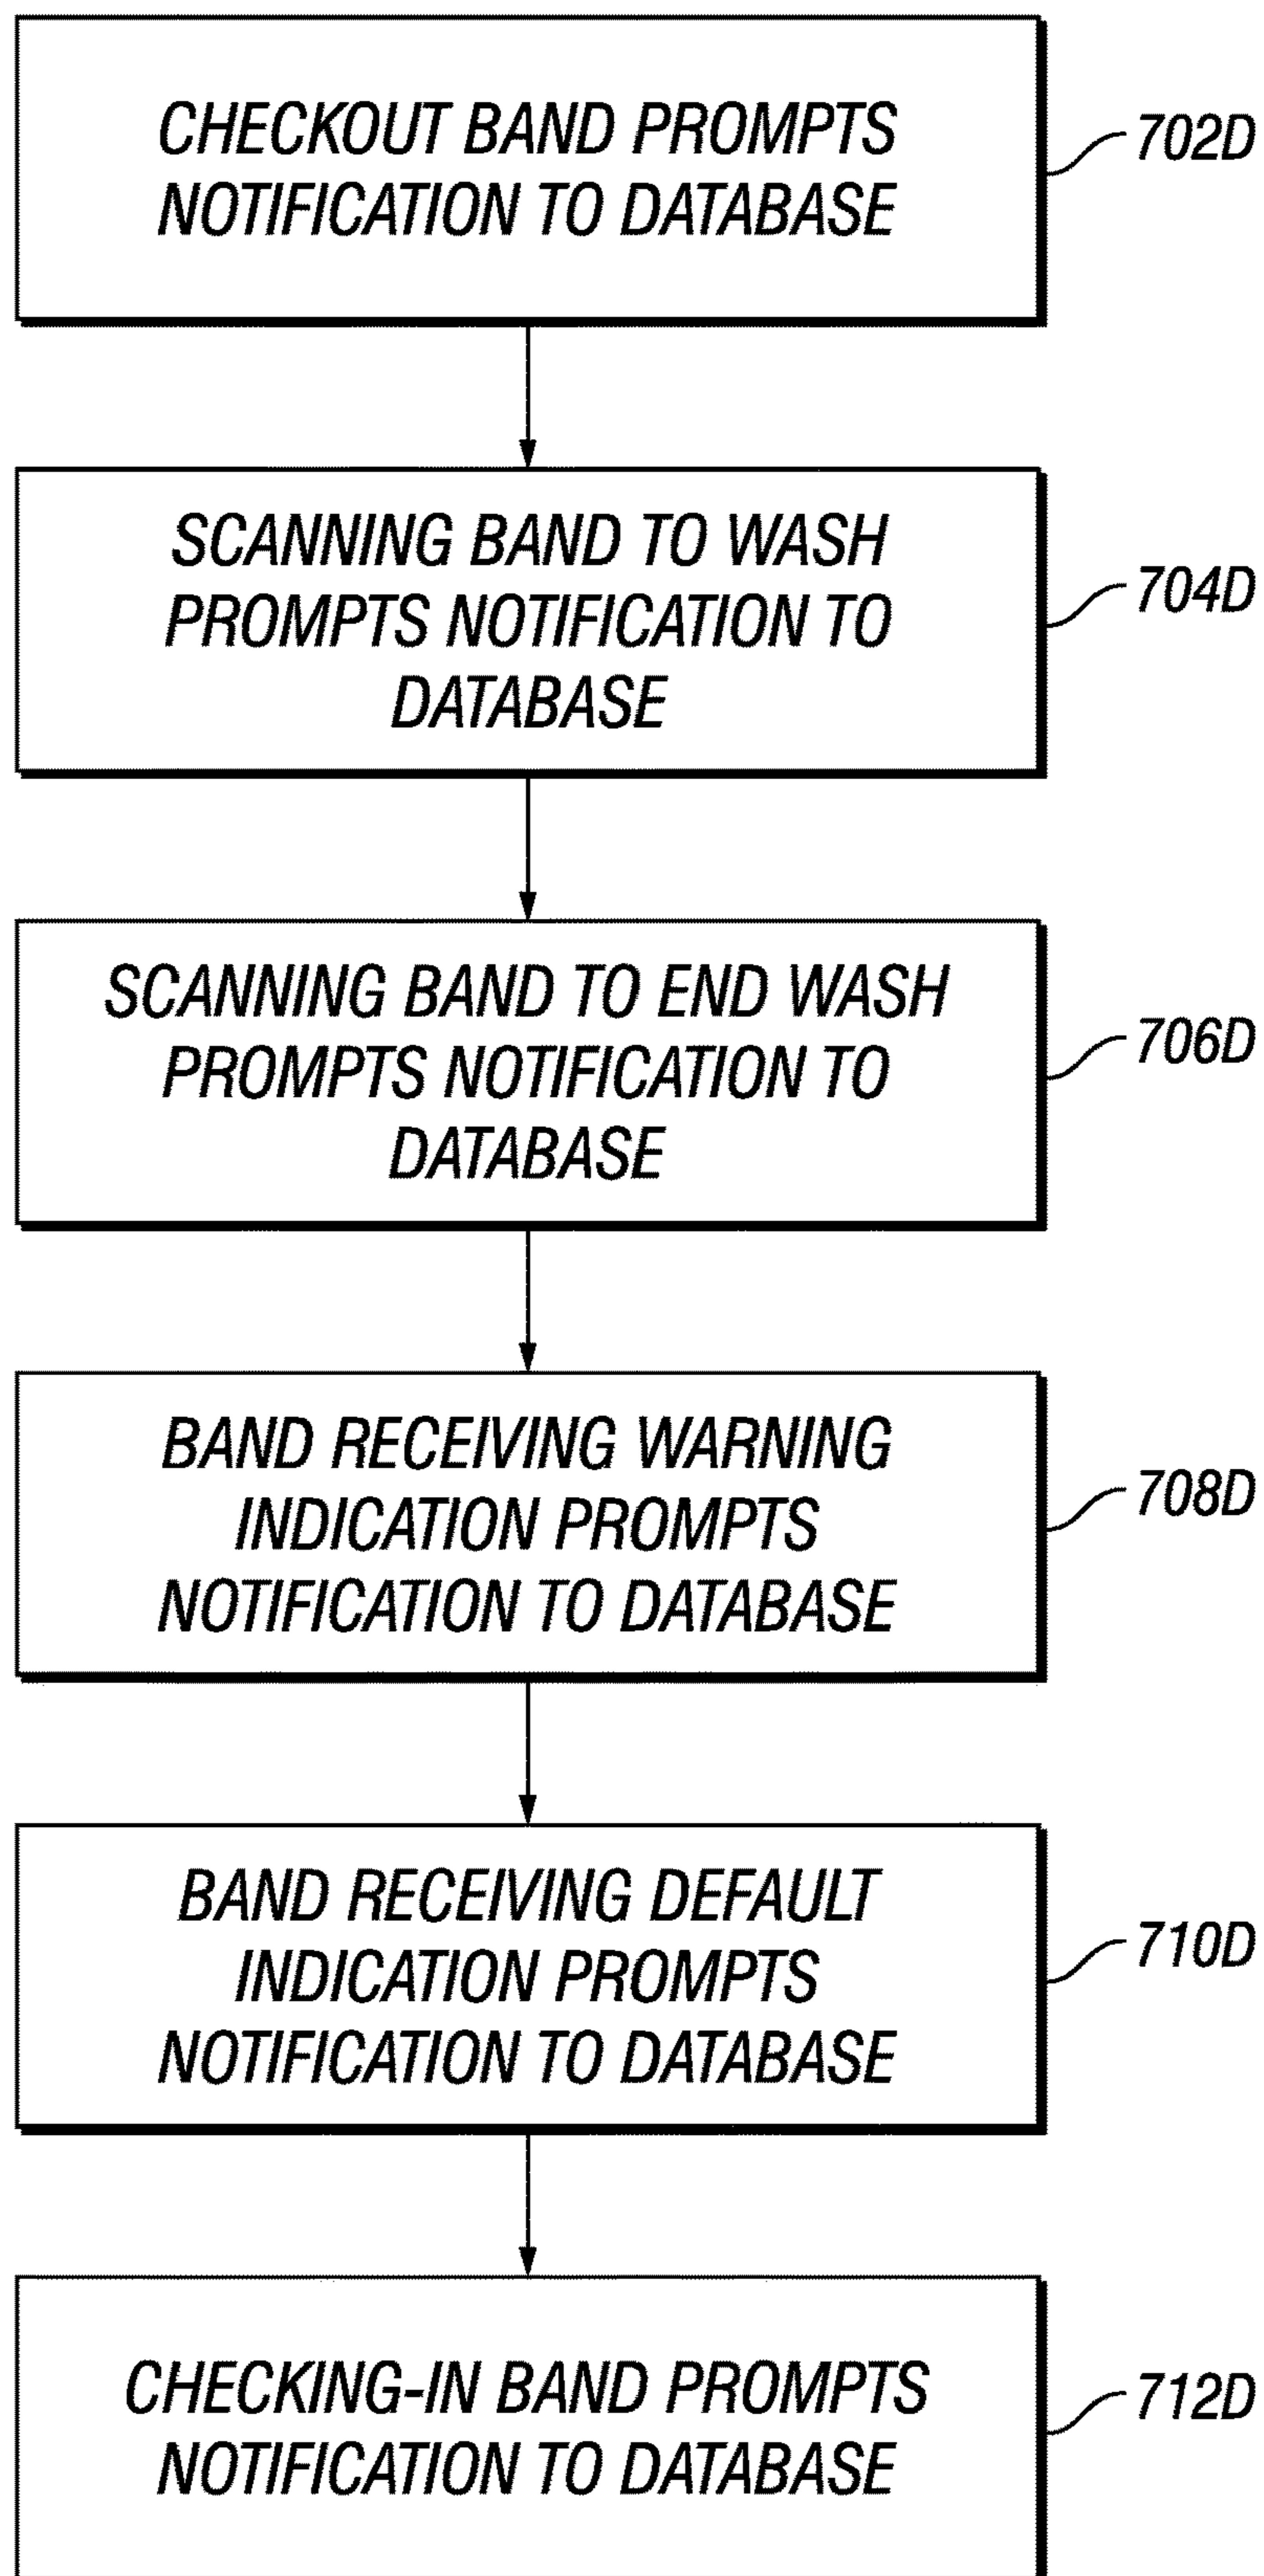 CHECKOUT BAND PROMPTS
NOTIFICATION TO DATABASE
702D
SCANNING BAND TO WASH
PROMPTS NOTIFICATION TO
DATABASE
704D
SCANNING BAND TO END WASH
PROMPTS NOTIFICATION TO
DATABASE
706D
BAND RECEIVING WARNING
INDICATION PROMPTS
NOTIFICATION TO DATABASE
708D
BAND RECEIVING DEFAULT
INDICATION PROMPTS
NOTIFICATION TO DATABASE
710D
CHECKING-IN BAND PROMPTS
NOTIFICATION TO DATABASE
712D